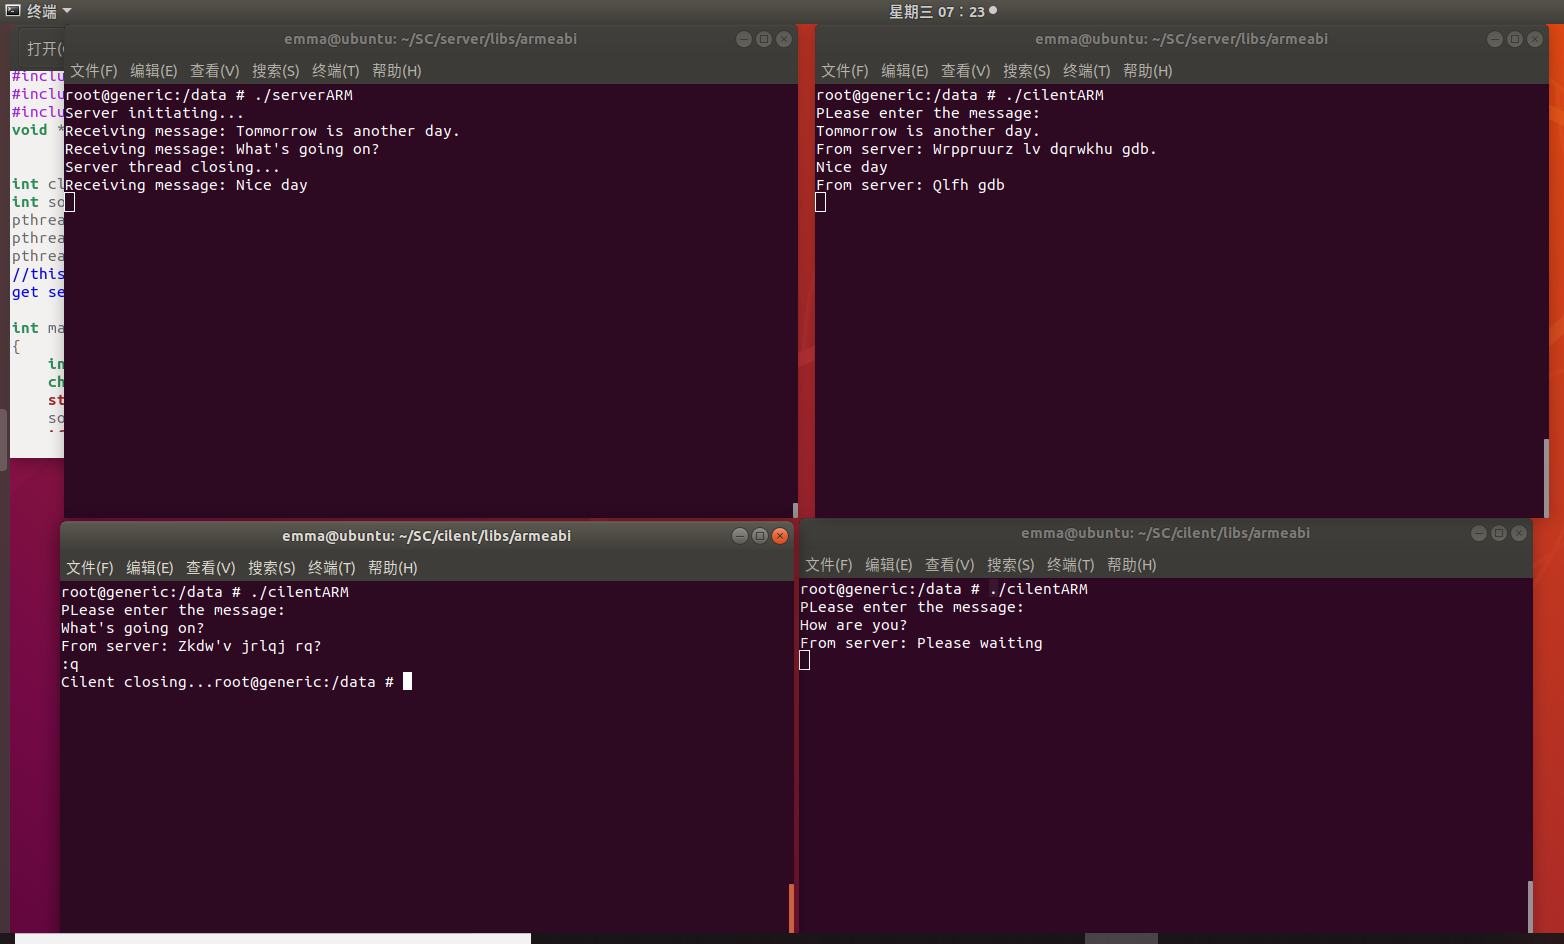 终端
星期三 07：23
打开(
#inclu
#inclu
#inclu
void *
int cl
int so
pthrea
pthrea
pthrea
//this
get se
int ma
{
in
ch
st
so
emma@ubuntu: ~/SC/server/libs/armeabi
文件(F) 编辑(E) 查看(V) 搜索(S) 终端(T) 帮助(H)
root@generic:/data # ./serverARM
Server initiating...
Receiving message: Tommorrow is another day.
Receiving message: What's going on?
Server thread closing...
Receiving message: Nice day
emma@ubuntu: ~/SC/server/libs/armeabi
文件(F) 编辑(E) 查看(V) 搜索(S) 终端(T) 帮助(H)
root@generic:/data # ./cilentARM
PLease enter the message:
Tommorrow is another day.
From server: Wrppruurz lv dqrwkhu gdb.
Nice day
From server: Qlfh gdb
emma@ubuntu: ~/SC/cilent/libs/armeabi
文件(F) 编辑(E) 查看(V) 搜索(S) 终端(T) 帮助(H)
root@generic:/data # ./cilentARM
PLease enter the message:
What's going on?
From server: Zkdw'v jrlqj rq?
:q
Cilent closing...root@generic:/data #
emma@ubuntu: ~/SC/cilent/libs/armeabi
文件(F) 编辑(E) 查看(V) 搜索(S) 终端(T) 帮助(H)
root@generic:/data # ./cilentARM
PLease enter the message:
How are you?
From server: Please waiting